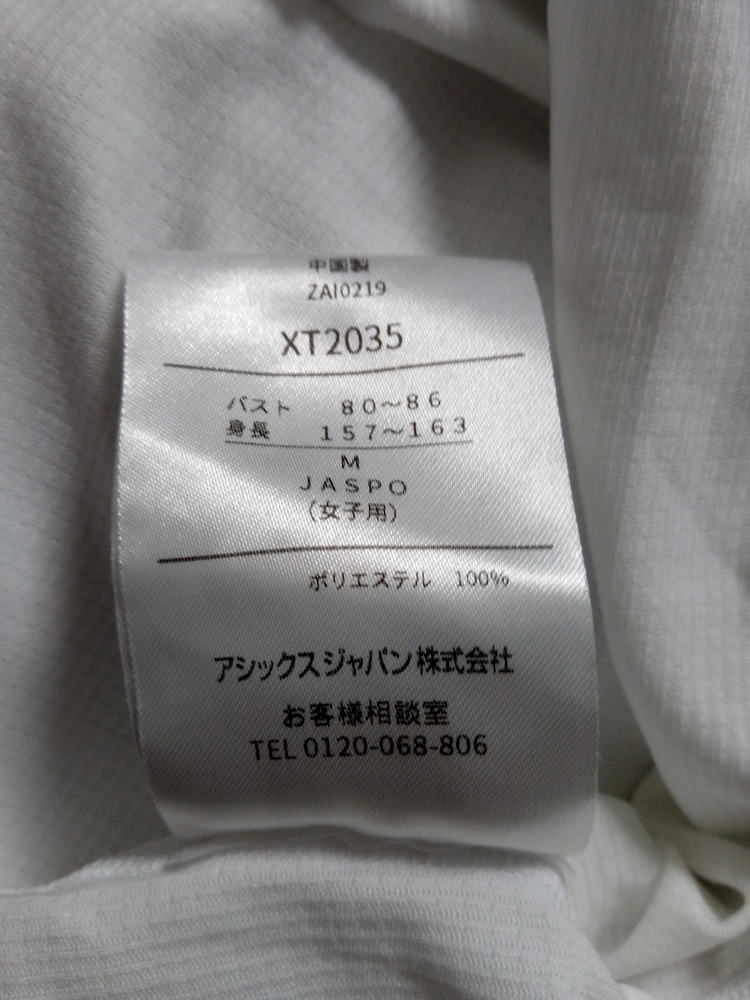 中国製
ZAI0219
XT2035
バスト 80~86
身長 157~163
M
JASPO
(女子用)
ポリエステル 100%
アシックスジャパン株式会社
お客様相談室
TEL 0120-068-806